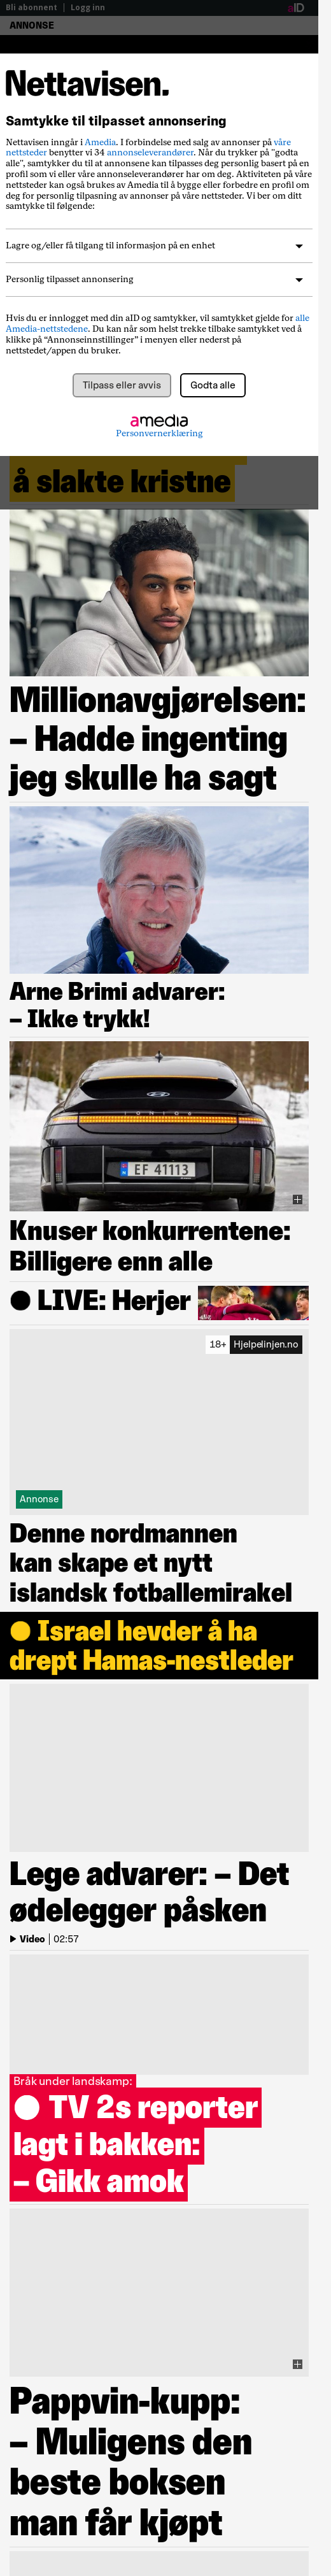 Bli abonnent | Logg inn
aID
ANNONSE
Nettavisen.
Samtykke til tilpasset annonsering
Nettavisen inngår i Amedia. I forbindelse med salg av annonser på våre
nettsteder benytter vi 34 annonseleverandører. Når du trykker på "godta
alle", samtykker du til at annonsene kan tilpasses deg personlig basert på en
profil som vi eller våre annonseleverandører har om deg. Aktiviteten på våre
nettsteder kan også brukes av Amedia til å bygge eller forbedre en profil om
deg for personlig tilpasning av annonser på våre nettsteder. Vi ber om ditt
samtykke til følgende:
Lagre og/eller få tilgang til informasjon på en enhet
Personlig tilpasset annonsering
Hvis du er innlogget med din aID og samtykker, vil samtykket gjelde for alle
Amedia-nettstedene. Du kan når som helst trekke tilbake samtykket ved å
klikke på “Annonseinnstillinger” i menyen eller nederst på
nettstedet/appen du bruker.
Tilpass eller avvis
Godta alle
amedia
Personvernerklæring
å slakte kristne
Millionavgjørelsen:
– Hadde ingenting
jeg skulle ha sagt
Arne Brimi advarer:
– Ikke trykk!
IONIQ 6
EF 41113
Knuser konkurrentene:
Billigere enn alle
● LIVE: Herjer
18+ Hjelpelinjen.no
Annonse
Denne nordmannen
kan skape et nytt
islandsk fotballemirakel
● Israel hevder å ha
drept Hamas-nestleder
Lege advarer: – Det
ødelegger påsken
Video | 02:57
Bråk under landskamp:
● TV 2s reporter
lagt i bakken:
– Gikk amok
Pappvin-kupp:
– Muligens den
beste boksen
man får kjøpt